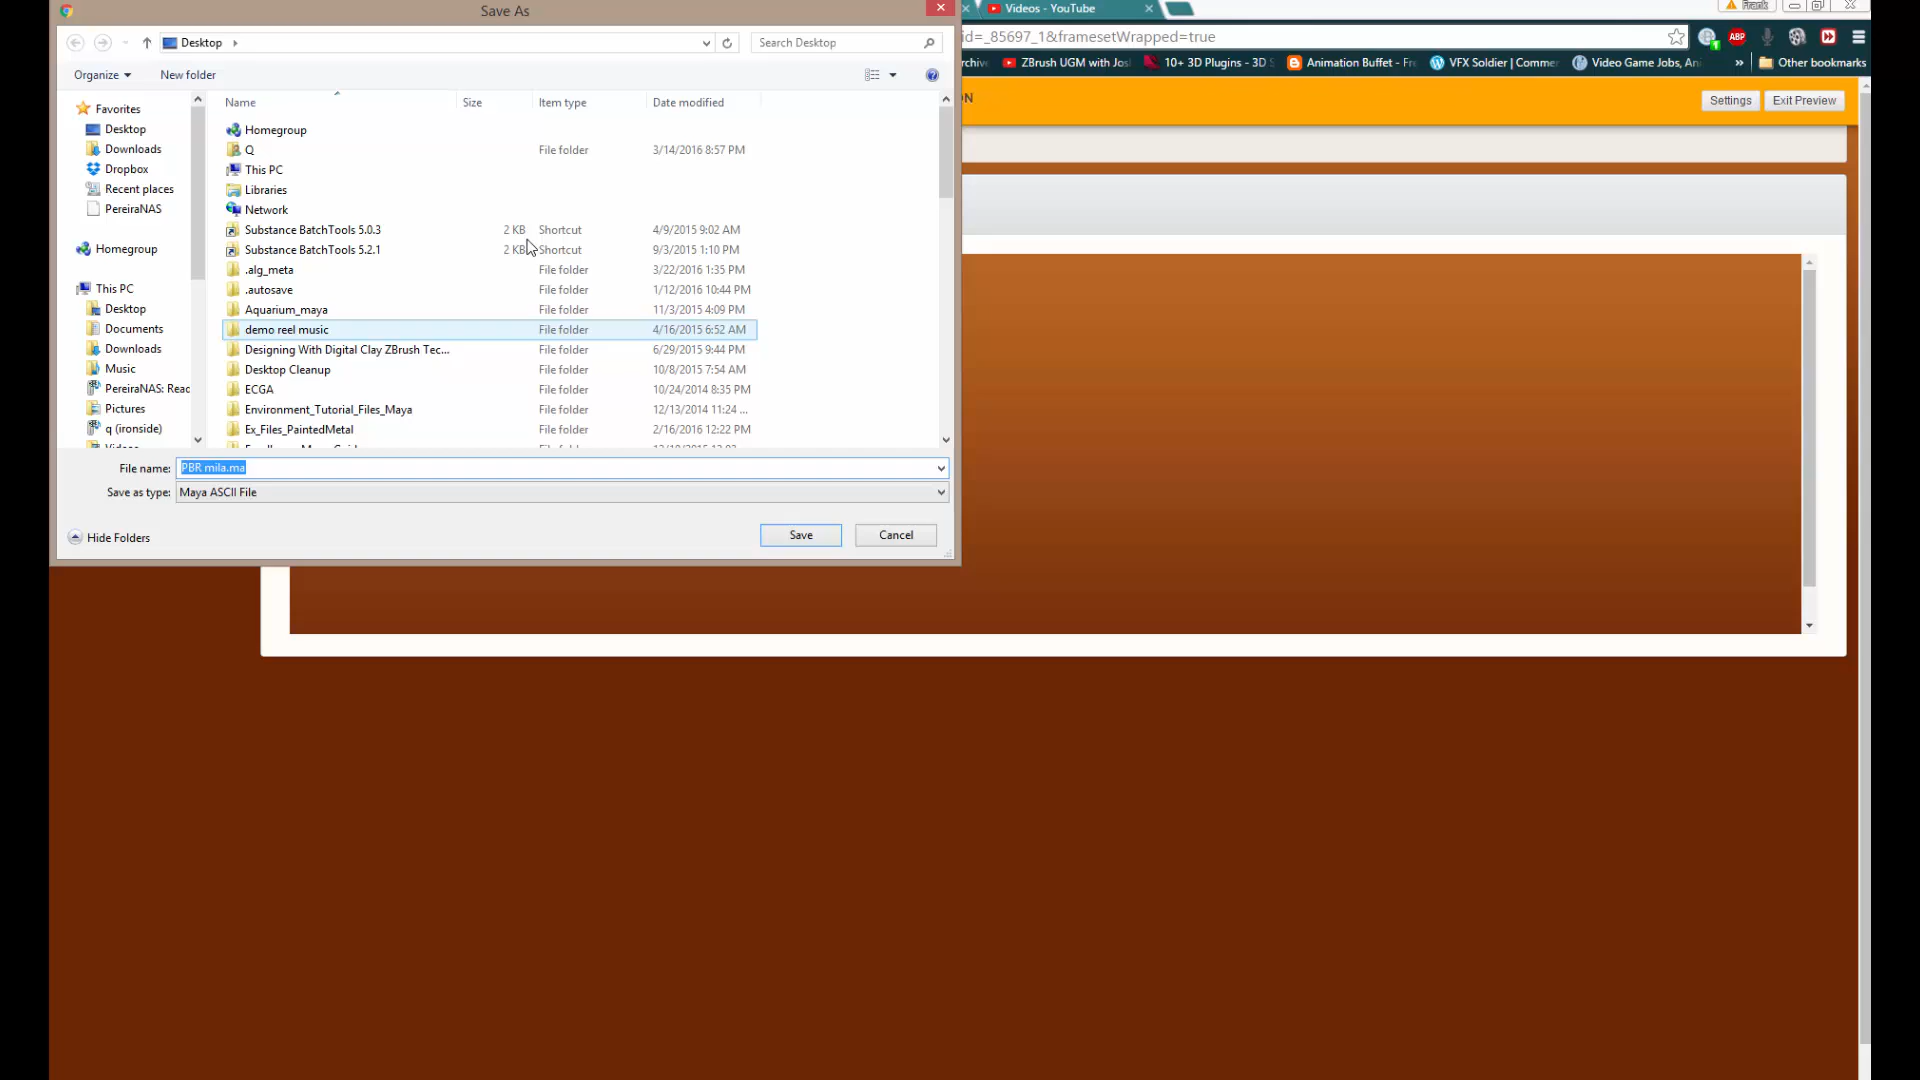 Save As
Videos - YouTube
Frank
Desktop
Search Desktop
id=_85697_1&framesetWrapped=true
ABP
Organize
New folder
ZBrush UGM with Josl
10+ 3D Plugins - 3D S
Animation Buffet - Fre
VFX Soldier | Commer
Video Game Jobs, Ani
»
Other bookmarks
Name
Size
Item type
Date modified
N
Settings
Exit Preview
Favorites
Desktop
Downloads
Dropbox
Recent places
PereiraNAS
Homegroup
This PC
Desktop
Documents
Downloads
Music
PereiraNAS: Reac
Pictures
q (ironside)
Homegroup
Q File folder 3/14/2016 8:57 PM
This PC
Libraries
Network
Substance BatchTools 5.0.3 2 KB Shortcut 4/9/2015 9:02 AM
Substance BatchTools 5.2.1 2 KB Shortcut 9/3/2015 1:10 PM
.alg_meta File folder 3/22/2016 1:35 PM
.autosave File folder 1/12/2016 10:44 PM
Aquarium_maya File folder 11/3/2015 4:09 PM
demo reel music File folder 4/16/2015 6:52 AM
Designing With Digital Clay ZBrush Tec... File folder 6/29/2015 9:44 PM
Desktop Cleanup File folder 10/8/2015 7:54 AM
ECGA File folder 10/24/2014 8:35 PM
Environment_Tutorial_Files_Maya File folder 12/13/2014 11:24 ...
Ex_Files_PaintedMetal File folder 2/16/2016 12:22 PM
File name: PBR mila.ma
Save as type: Maya ASCII File
Hide Folders
Save
Cancel